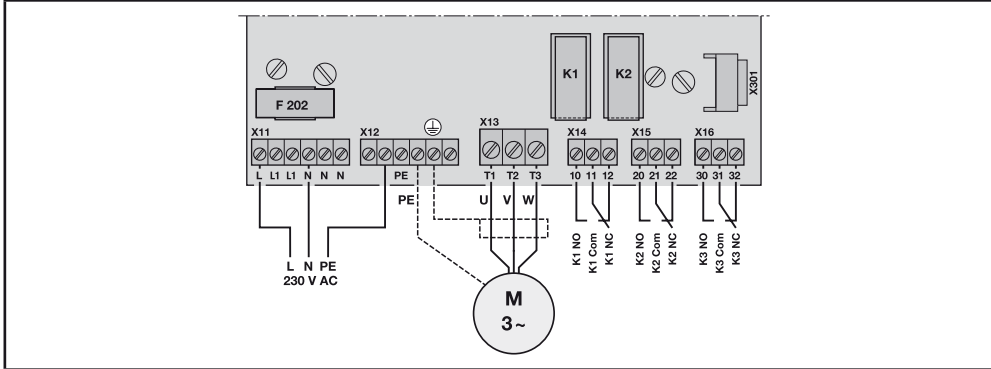 K1
K2
X301
F 202
X11
X12
X13
X14
X15
X16
L L1 L1 N N N
PE
T1 T2 T3
10 11 12
20 21 22
30 31 32
PE
U V W
K1 NO
K1 Com
K1 NC
K2 NO
K2 Com
K2 NC
K3 NO
K3 Com
K3 NC
L N PE
230 V AC
M
3~